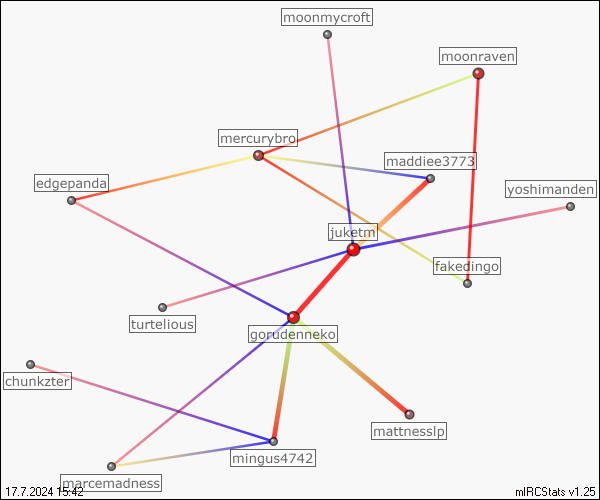 moonmycroft
moonraven
mercurybro
maddiee3773
edgepanda
yoshimanden
juketm
fakedingo
turtelious
gorudenneko
chunkzter
mattnesslp
mingus4742
marcemadness
17.7.2024 15:42
mIRCStats v1.25